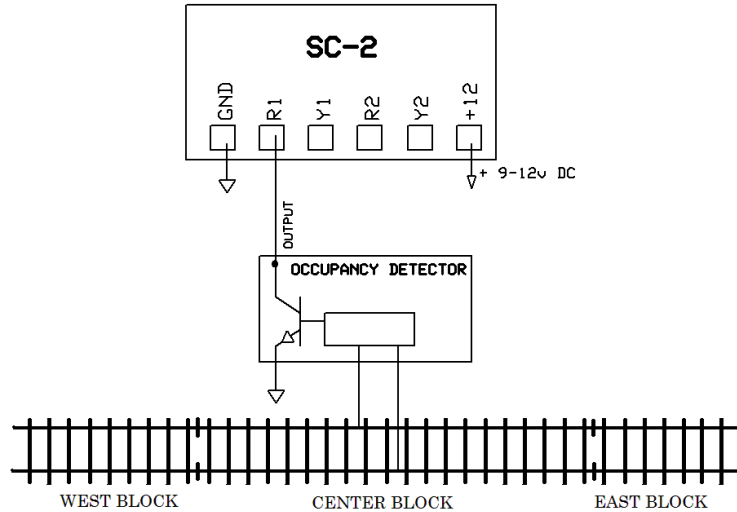 SC-2
GND R1 Y1 R2 Y2 +12
+ 9-12v DC
OUTPUT
OCCUPANCY DETECTOR
WEST BLOCK CENTER BLOCK EAST BLOCK